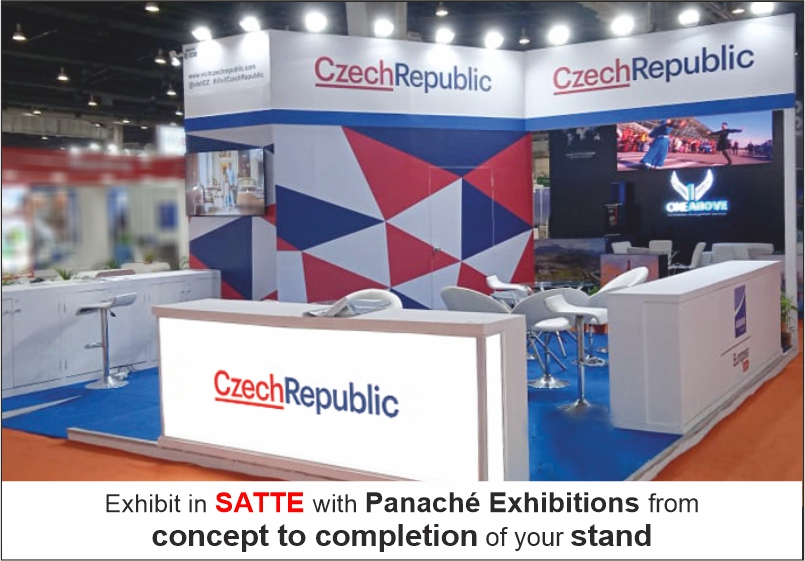 www.visitczechrepublic.com
@VisitCZ #VisitCzechRepublic
CzechRepublic
CzechRepublic
ONE ABOVE
CzechRepublic
European
Exhibit in SATTE with Panaché Exhibitions from
concept to completion of your stand